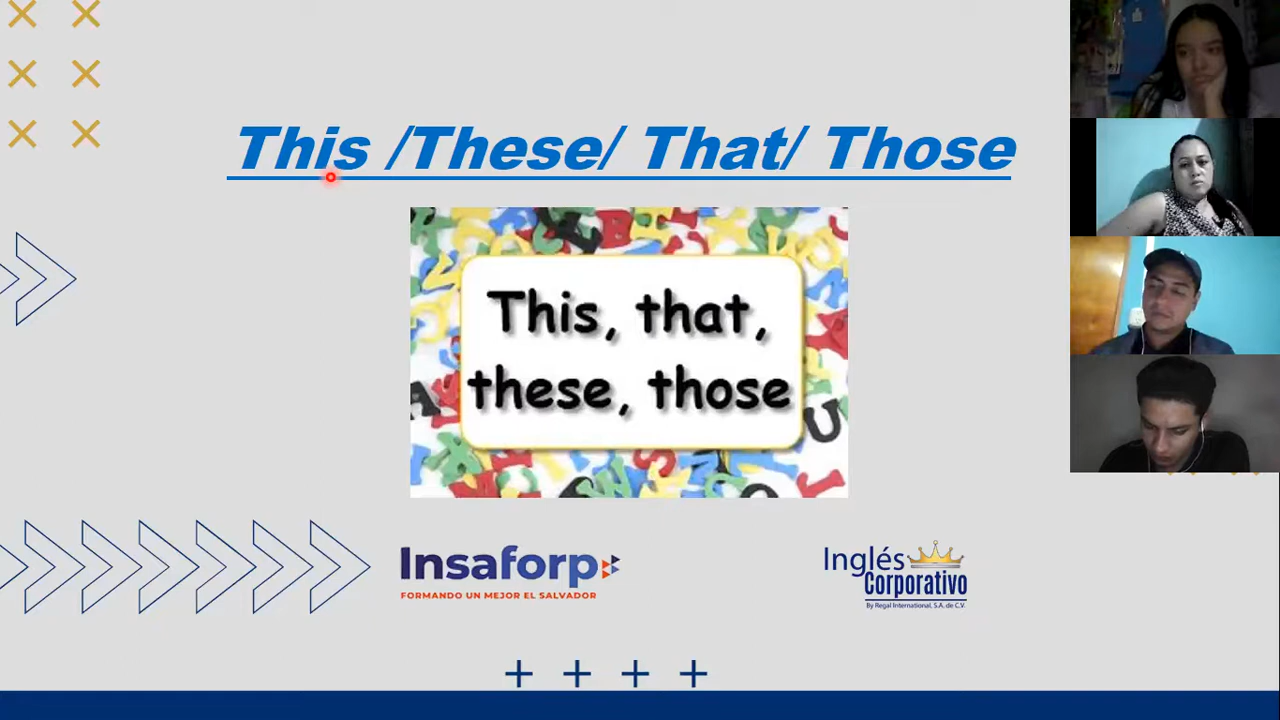 This /These/ That/ Those
This, that,
these, those
Insaforp
FORMANDO UN MEJOR EL SALVADOR
Inglés
Corporativo
By Regal International, S.A. de C.V.